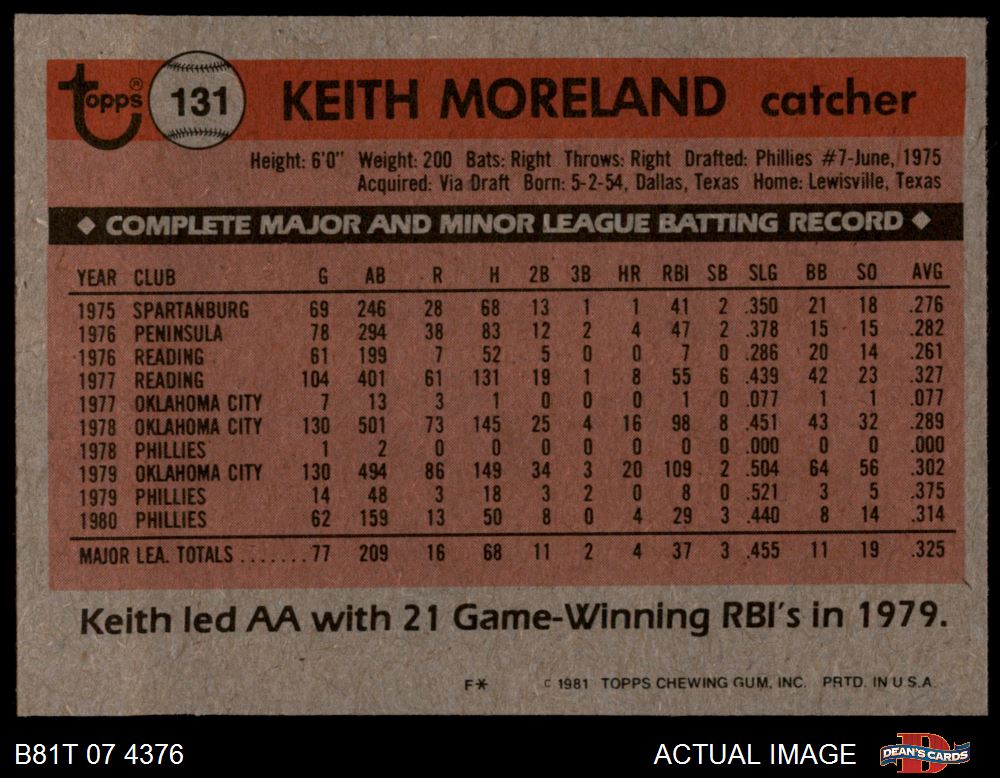 topps® 131 KEITH MORELAND catcher
Height: 6'0" Weight: 200 Bats: Right Throws: Right Drafted: Phillies #7-June, 1975
Acquired: Via Draft Born: 5-2-54, Dallas, Texas Home: Lewisville, Texas
◆ COMPLETE MAJOR AND MINOR LEAGUE BATTING RECORD ◆
YEAR CLUB G AB R H 2B 3B HR RBI SB SLG BB SO AVG
1975 SPARTANBURG 69 246 28 68 13 1 1 41 2 .350 21 18 .276
1976 PENINSULA 78 294 38 83 12 2 4 47 2 .378 15 15 .282
1976 READING 61 199 7 52 5 0 0 7 0 .286 20 14 .261
1977 READING 104 401 61 131 19 1 8 55 6 .439 42 23 .327
1977 OKLAHOMA CITY 7 13 3 1 0 0 0 1 0 .077 1 1 .077
1978 OKLAHOMA CITY 130 501 73 145 25 4 16 98 8 .451 43 32 .289
1978 PHILLIES 1 2 0 0 0 0 0 0 0 .000 0 0 .000
1979 OKLAHOMA CITY 130 494 86 149 34 3 20 109 2 .504 64 56 .302
1979 PHILLIES 14 48 3 18 3 2 0 8 0 .521 3 5 .375
1980 PHILLIES 62 159 13 50 8 0 4 29 3 .440 8 14 .314
MAJOR LEA. TOTALS .......77 209 16 68 11 2 4 37 3 .455 11 19 .325
Keith led AA with 21 Game-Winning RBI's in 1979.
F* © 1981 TOPPS CHEWING GUM, INC. PRTD. IN U.S.A.
B81T 07 4376 ACTUAL IMAGE DEAN'S CARDS